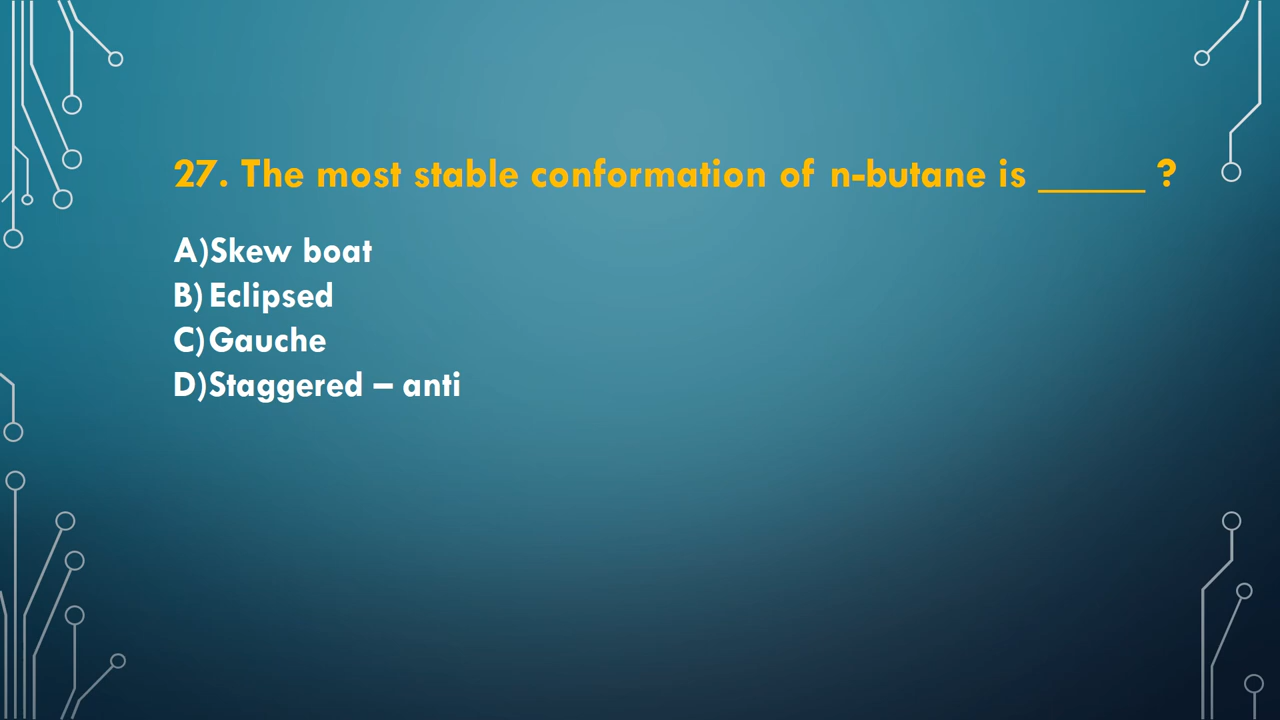 27. The most stable conformation of n-butane is _____ ?
A)Skew boat
B)Eclipsed
C)Gauche
D)Staggered – anti